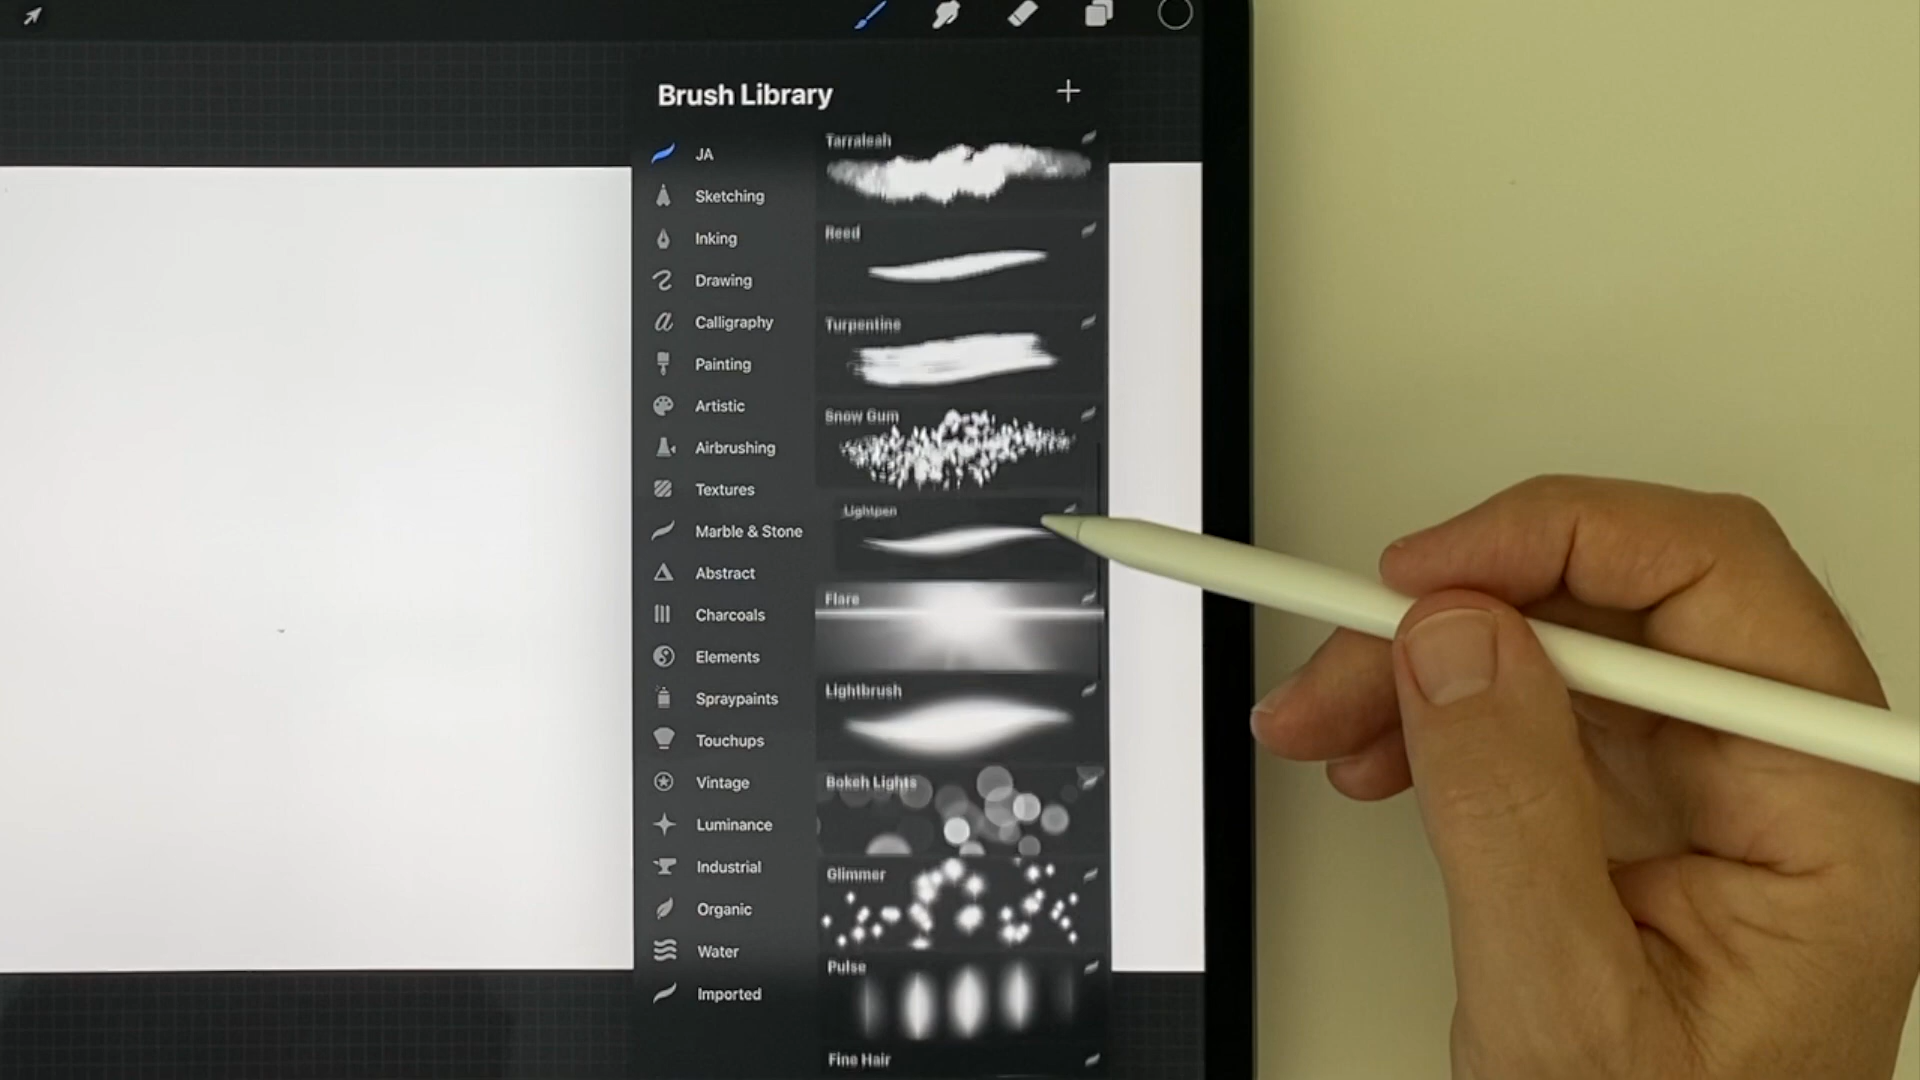 Brush Library
JA
Sketching
Inking
Drawing
Calligraphy
Painting
Artistic
Airbrushing
Textures
Marble & Stone
Abstract
Charcoals
Elements
Spraypaints
Touchups
Vintage
Luminance
Industrial
Organic
Water
Imported
Tarraleah
Reed
Turpentine
Snow Gum
Lightpen
Flare
Lightbrush
Bokeh Lights
Glimmer
Pulse
Fine Hair